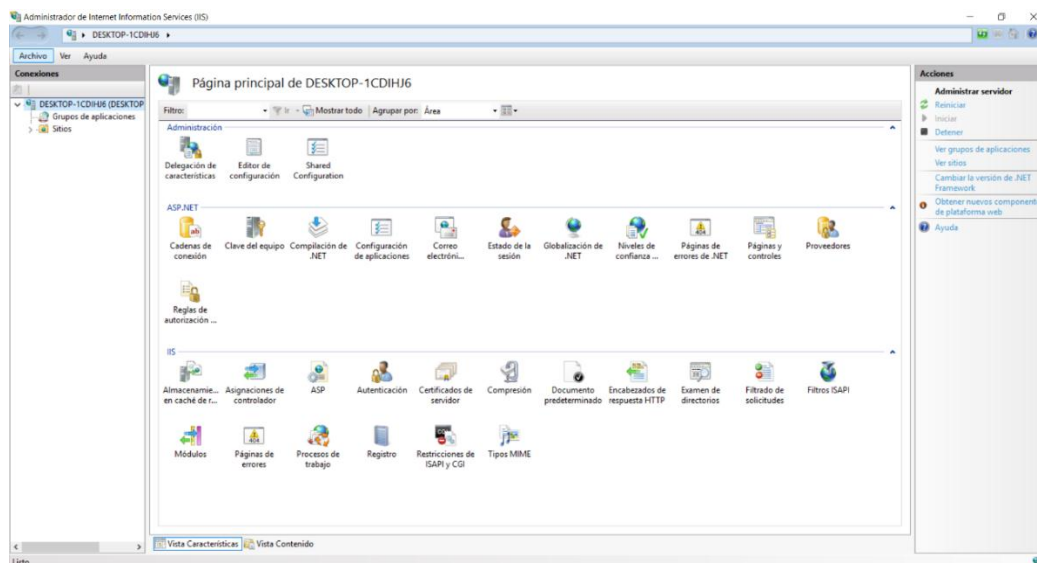 Administrador de Internet Information Services (IIS)
DESKTOP-1CDIHJ6
Archivo Ver Ayuda
Conexiones
DESKTOP-1CDIHJ6 (DESKTOP
Grupos de aplicaciones
Sitios
Página principal de DESKTOP-1CDIHJ6
Filtro: Ir Mostrar todo Agrupar por: Área
Administración
Delegación de
características
Editor de
configuración
Shared
Configuration
ASP.NET
Cadenas de
conexión
Clave del equipo
Compilación de
.NET
Configuración
de aplicaciones
Correo
electróni...
Estado de la
sesión
Globalización de
.NET
Niveles de
confianza ...
Páginas de
errores de .NET
Páginas y
controles
Proveedores
Reglas de
autorización ...
IIS
Almacenamie...
en caché de r...
Asignaciones de
controlador
ASP
Autenticación
Certificados de
servidor
Compresión
Documento
predeterminado
Encabezados de
respuesta HTTP
Examen de
directorios
Filtrado de
solicitudes
Filtros ISAPI
Módulos
Páginas de
errores
Procesos de
trabajo
Registro
Restricciones de
ISAPI y CGI
Tipos MIME
Vista Características Vista Contenido
Acciones
Administrar servidor
Reiniciar
Iniciar
Detener
Ver grupos de aplicaciones
Ver sitios
Cambiar la versión de .NET
Framework
Obtener nuevos component
de plataforma web
Ayuda
Listo